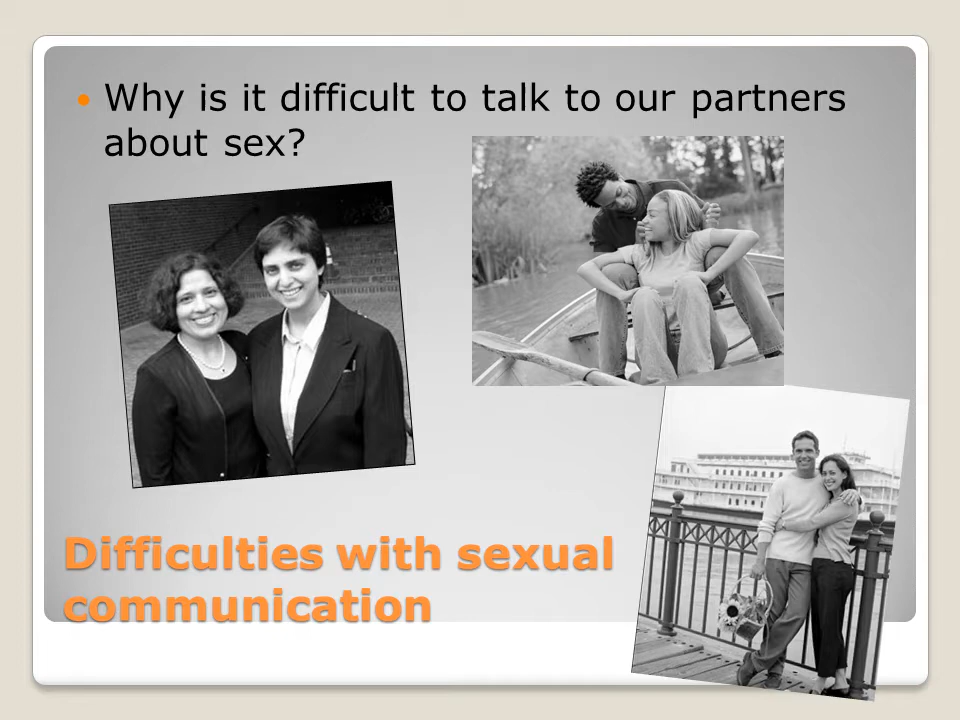 Why is it difficult to talk to our partners
about sex?
Difficulties with sexual
communication